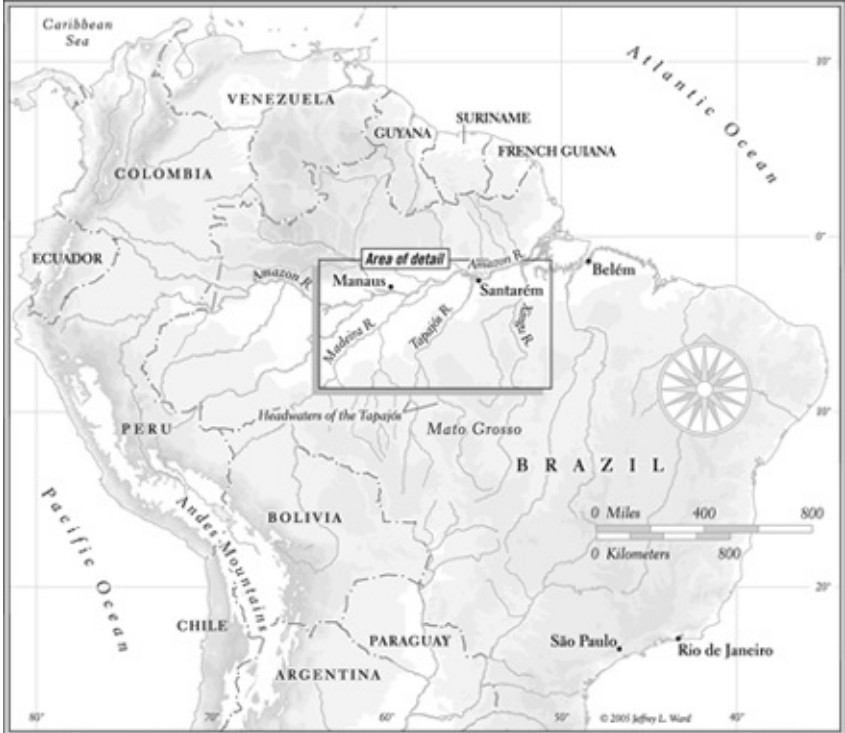 Caribbean
Sea
Atlantic Ocean
10°
VENEZUELA
SURINAME
GUYANA
FRENCH GUIANA
COLOMBIA
0°
ECUADOR
Area of detail
Amazon R.
Amazon R.
Belém
Manaus
Santarém
Madeira R.
Tapajós R.
Xingu R.
Headwaters of the Tapajós
10°
PERU
Mato Grosso
BRAZIL
Pacific Ocean
Andes Mountains
BOLIVIA
0 Miles 400 800
0 Kilometers 800
20°
CHILE
PARAGUAY
São Paulo
Rio de Janeiro
ARGENTINA
80° 70° 60° 50° © 2005 Jeffrey L. Ward 40°